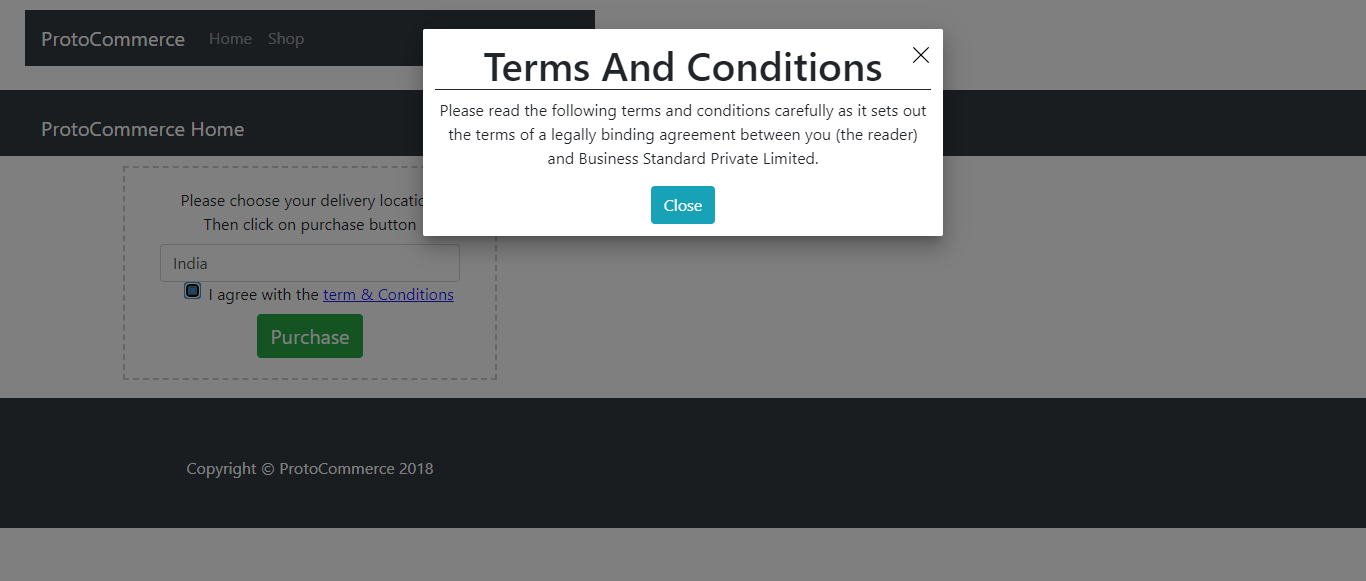 ProtoCommerce Home Shop
Terms And Conditions
Please read the following terms and conditions carefully as it sets out
the terms of a legally binding agreement between you (the reader)
and Business Standard Private Limited.
Close
ProtoCommerce Home
Please choose your delivery
Then click on purchase button
India
I agree with the term & Conditions
Purchase
Copyright © ProtoCommerce 2018